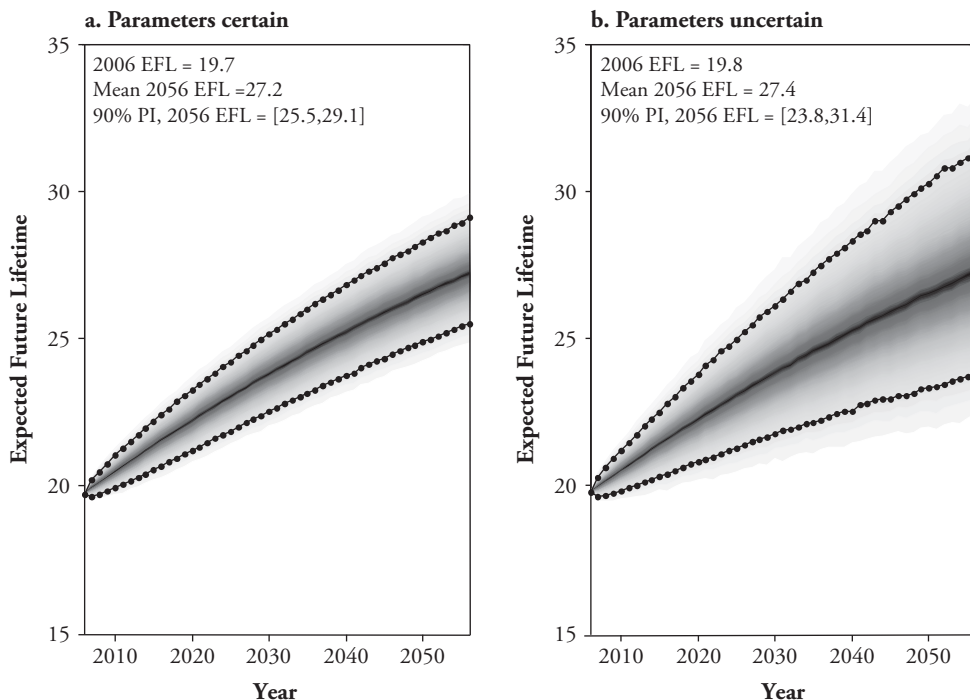 a. Parameters certain
35
2006 EFL = 19.7
Mean 2056 EFL =27.2
90% PI, 2056 EFL = [25.5,29.1]
30
25
20
15
Expected Future Lifetime
2010 2020 2030 2040 2050
Year
b. Parameters uncertain
35
2006 EFL = 19.8
Mean 2056 EFL = 27.4
90% PI, 2056 EFL = [23.8,31.4]
30
25
20
15
Expected Future Lifetime
2010 2020 2030 2040 2050
Year